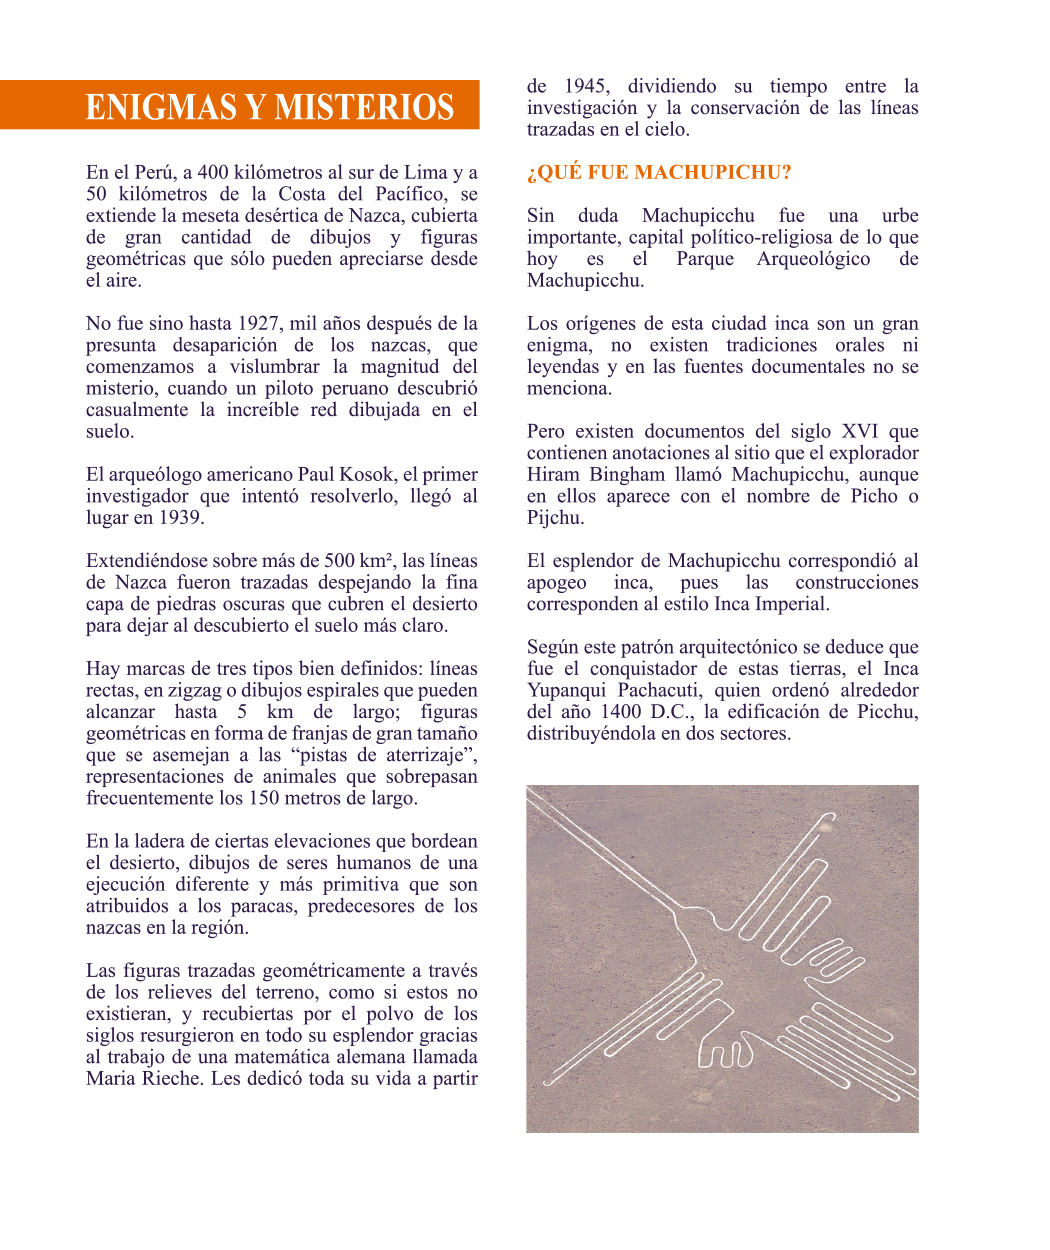 ENIGMAS Y MISTERIOS
En el Perú, a 400 kilómetros al sur de Lima y a
50 kilómetros de la Costa del Pacífico, se
extiende la meseta desértica de Nazca, cubierta
de gran cantidad de dibujos y figuras
geométricas que sólo pueden apreciarse desde
el aire.
No fue sino hasta 1927, mil años después de la
presunta desaparición de los nazcas, que
comenzamos a vislumbrar la magnitud del
misterio, cuando un piloto peruano descubrió
casualmente la increíble red dibujada en el
suelo.
El arqueólogo americano Paul Kosok, el primer
investigador que intentó resolverlo, llegó al
lugar en 1939.
Extendiéndose sobre más de 500 km², las líneas
de Nazca fueron trazadas despejando la fina
capa de piedras oscuras que cubren el desierto
para dejar al descubierto el suelo más claro.
Hay marcas de tres tipos bien definidos: líneas
rectas, en zigzag o dibujos espirales que pueden
alcanzar hasta 5 km de largo; figuras
geométricas en forma de franjas de gran tamaño
que se asemejan a las “pistas de aterrizaje”,
representaciones de animales que sobrepasan
frecuentemente los 150 metros de largo.
En la ladera de ciertas elevaciones que bordean
el desierto, dibujos de seres humanos de una
ejecución diferente y más primitiva que son
atribuidos a los paracas, predecesores de los
nazcas en la región.
Las figuras trazadas geométricamente a través
de los relieves del terreno, como si estos no
existieran, y recubiertas por el polvo de los
siglos resurgieron en todo su esplendor gracias
al trabajo de una matemática alemana llamada
Maria Rieche. Les dedicó toda su vida a partir
de 1945, dividiendo su tiempo entre la
investigación y la conservación de las líneas
trazadas en el cielo.
¿QUÉ FUE MACHUPICHU?
Sin duda Machupicchu fue una urbe
importante, capital político-religiosa de lo que
hoy es el Parque Arqueológico de
Machupicchu.
Los orígenes de esta ciudad inca son un gran
enigma, no existen tradiciones orales ni
leyendas y en las fuentes documentales no se
menciona.
Pero existen documentos del siglo XVI que
contienen anotaciones al sitio que el explorador
Hiram Bingham llamó Machupicchu, aunque
en ellos aparece con el nombre de Picho o
Pijchu.
El esplendor de Machupicchu correspondió al
apogeo inca, pues las construcciones
corresponden al estilo Inca Imperial.
Según este patrón arquitectónico se deduce que
fue el conquistador de estas tierras, el Inca
Yupanqui Pachacuti, quien ordenó alrededor
del año 1400 D.C., la edificación de Picchu,
distribuyéndola en dos sectores.